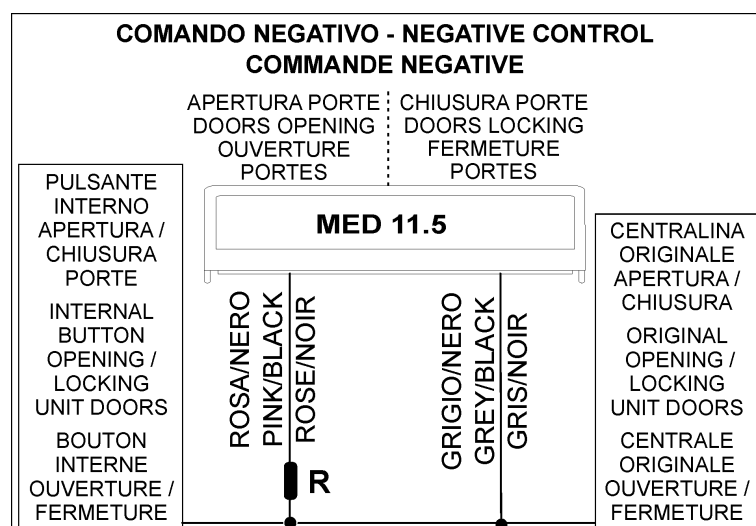 COMANDO NEGATIVO - NEGATIVE CONTROL
COMMANDE NEGATIVE
APERTURA PORTE
DOORS OPENING
OUVERTURE
PORTES
CHIUSURA PORTE
DOORS LOCKING
FERMETURE
PORTES
PULSANTE
INTERNO
APERTURA /
CHIUSURA
PORTE
INTERNAL
BUTTON
OPENING /
LOCKING
UNIT DOORS
BOUTON
INTERNE
OUVERTURE /
FERMETURE
MED 11.5
ROSA/NERO
PINK/BLACK
ROSE/NOIR
R
GRIGIO/NERO
GREY/BLACK
GRIS/NOIR
CENTRALINA
ORIGINALE
APERTURA /
CHIUSURA
ORIGINAL
OPENING /
LOCKING
UNIT DOORS
CENTRALE
ORIGINALE
OUVERTURE /
FERMETURE